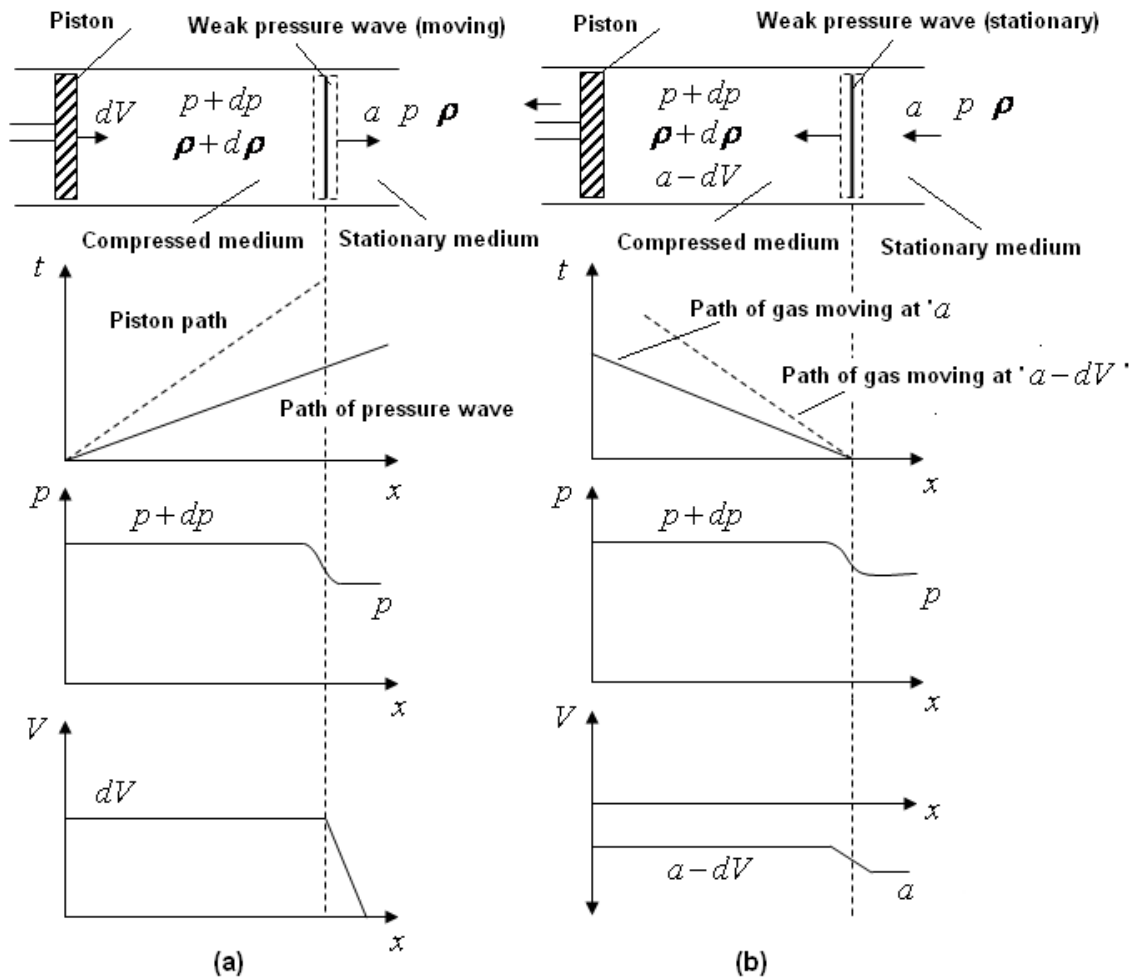 Piston
Weak pressure wave (moving)
dV
p + dp
ρ + dρ
a p ρ
Compressed medium
Stationary medium
t
Piston path
Path of pressure wave
x
p
p + dp
p
x
V
dV
x
(a)
Piston
Weak pressure wave (stationary)
p + dp
ρ + dρ
a − dV
a p ρ
Compressed medium
Stationary medium
t
Path of gas moving at 'a
Path of gas moving at 'a − dV'
x
p
p + dp
p
x
V
x
a − dV
a
(b)